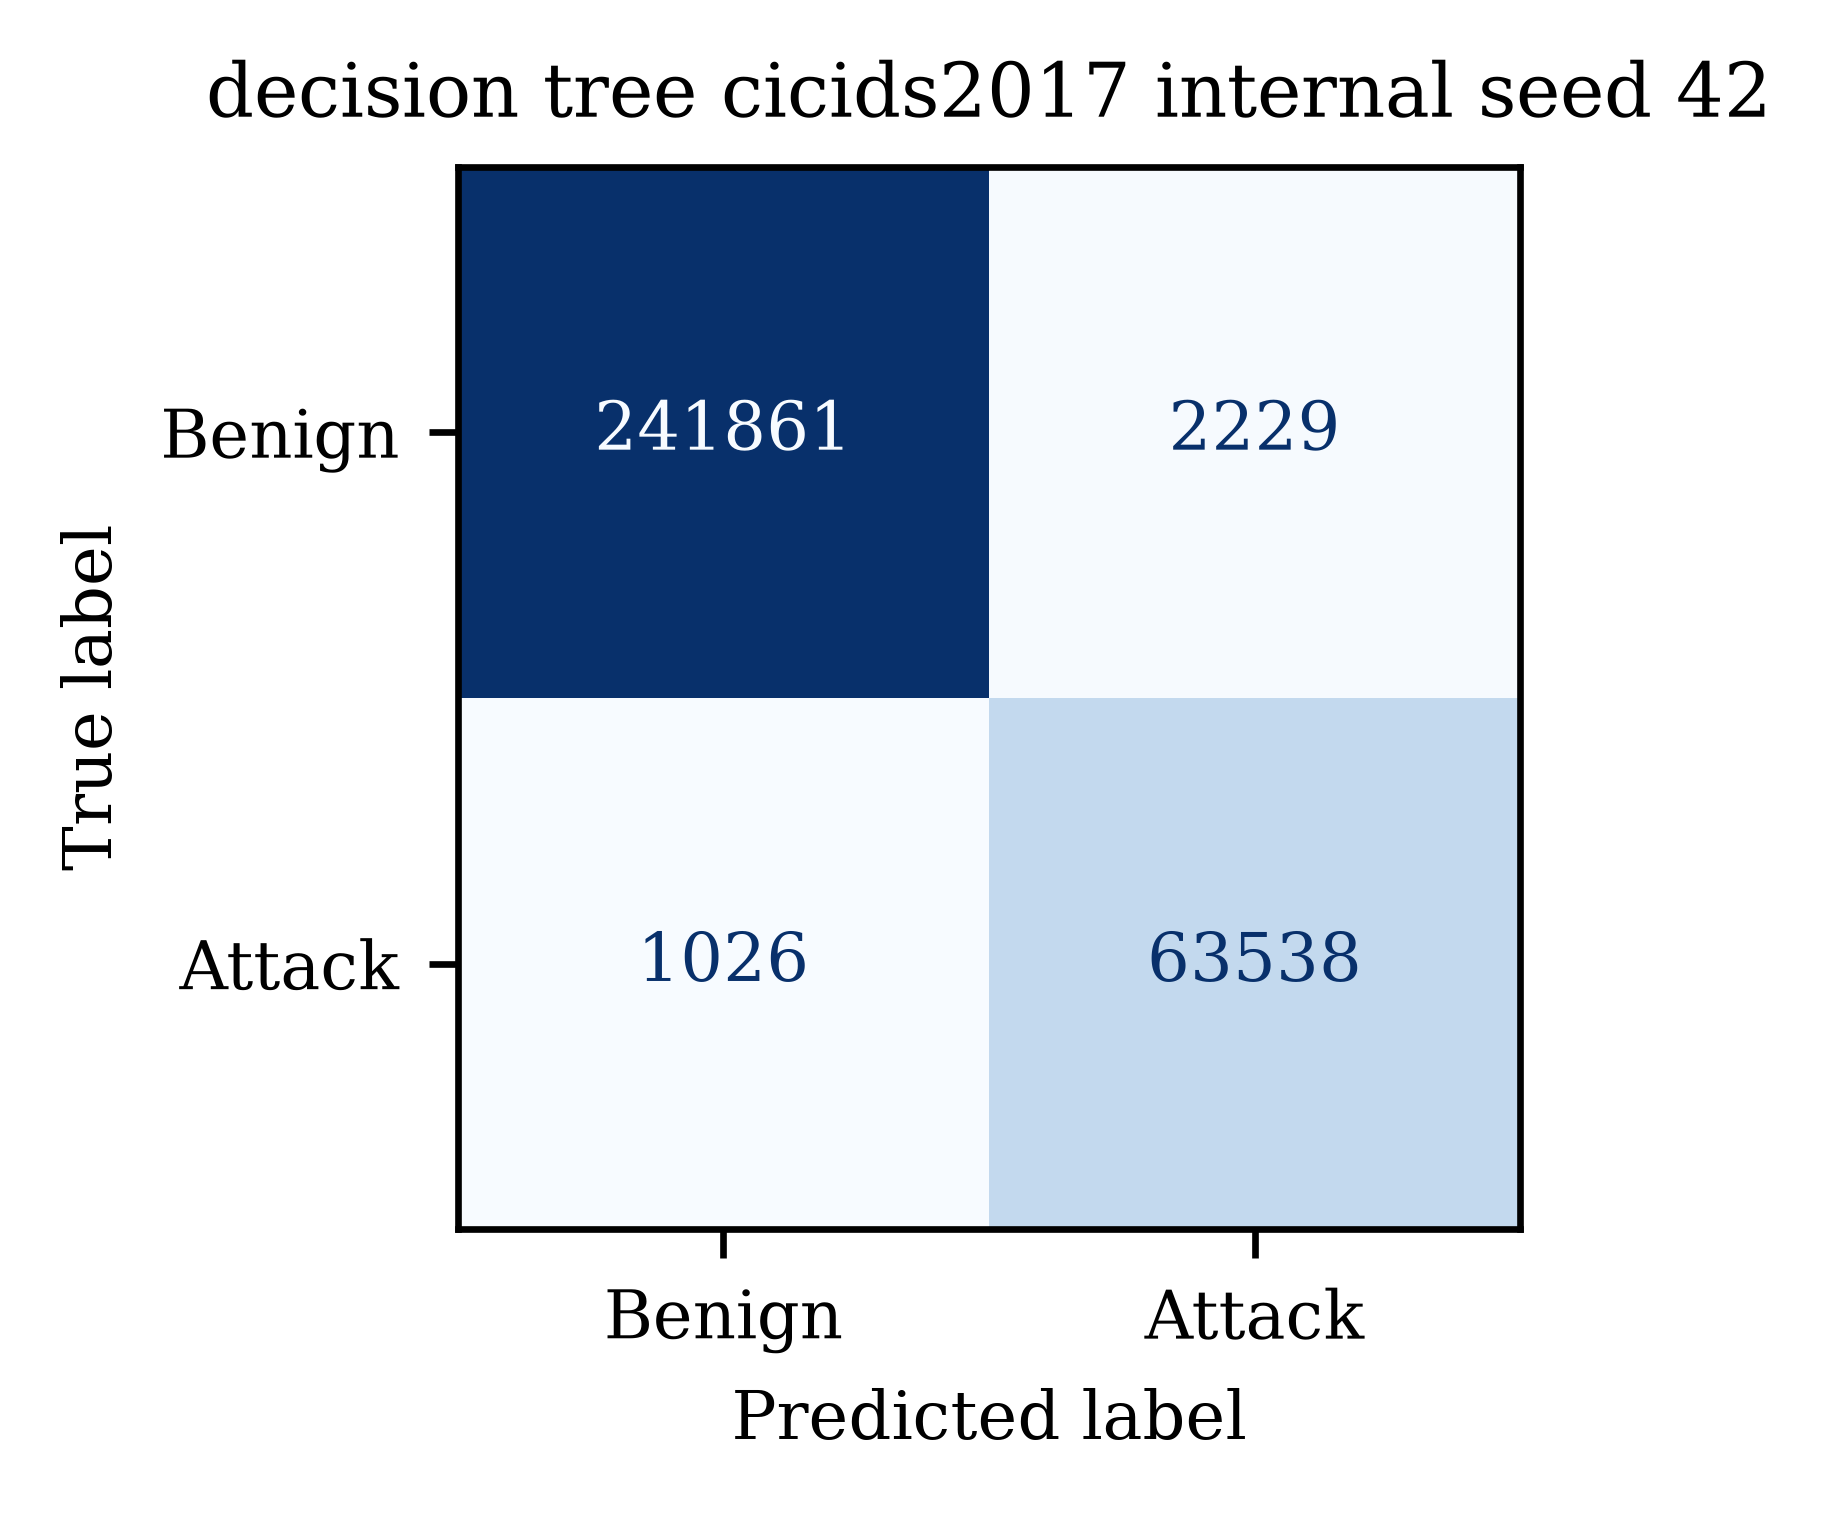 decision tree cicids2017 internal seed 42
True label
Benign
241861
2229
Attack
1026
63538
Benign
Attack
Predicted label